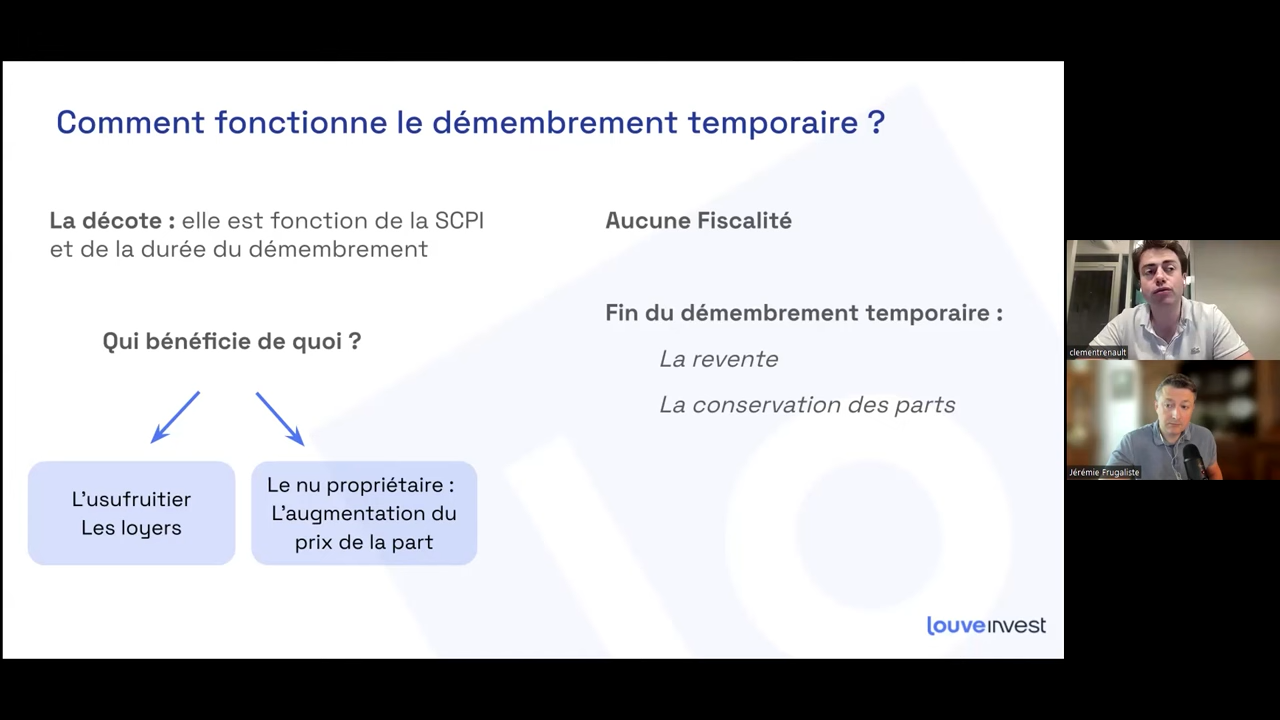 Comment fonctionne le démembrement temporaire ?
La décote : elle est fonction de la SCPI
et de la durée du démembrement
Qui bénéficie de quoi ?
L'usufruitier
Les loyers
Le nu propriétaire :
L'augmentation du
prix de la part
Aucune Fiscalité
Fin du démembrement temporaire :
La revente
La conservation des parts
louveinvest
clementrenault
Jérémie_Frugaliste